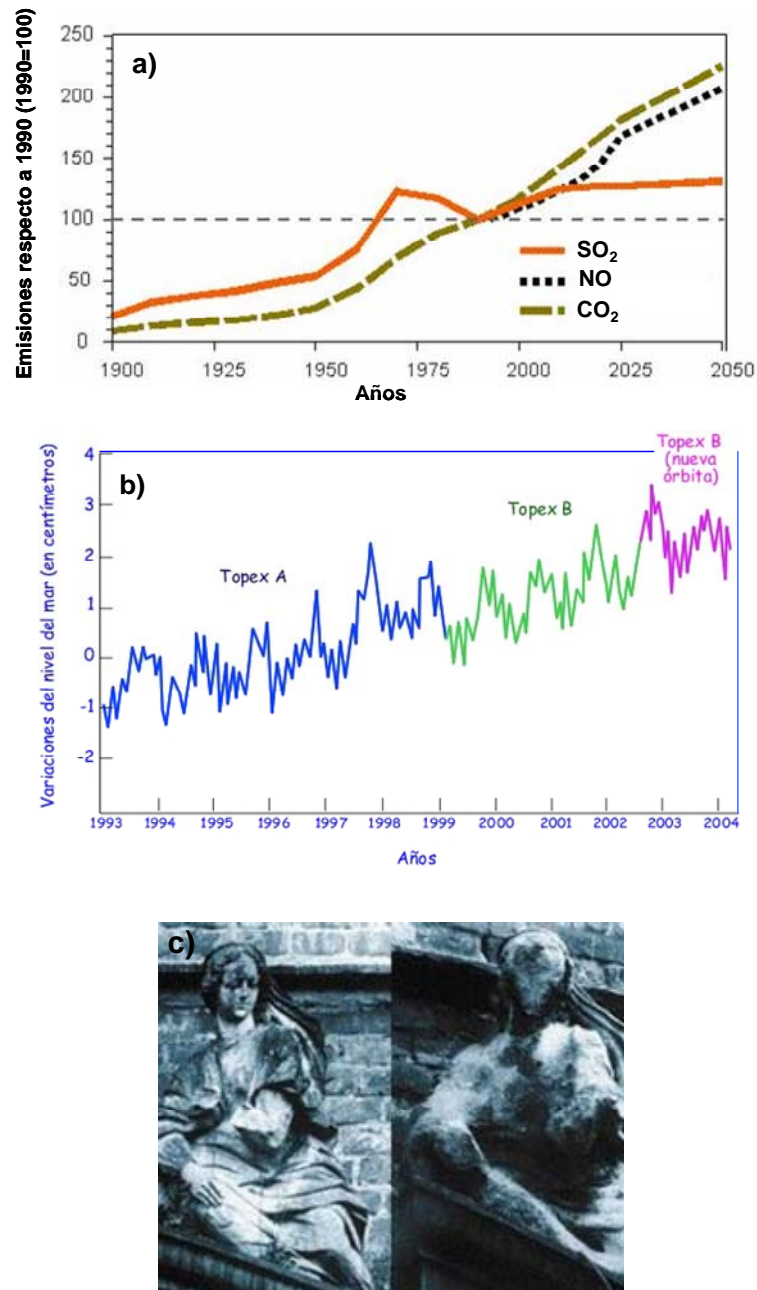 Emisiones respecto a 1990 (1990=100)
250
200
150
100
50
0
a)
SO2
NO
CO2
1900 1925 1950 1975 2000 2025 2050
Años
Variaciones del nivel del mar (en centímetros)
4
3
2
1
0
-1
-2
b)
Topex A
Topex B
Topex B
(nueva
órbita)
1993 1994 1995 1996 1997 1998 1999 2000 2001 2002 2003 2004
Años
c)